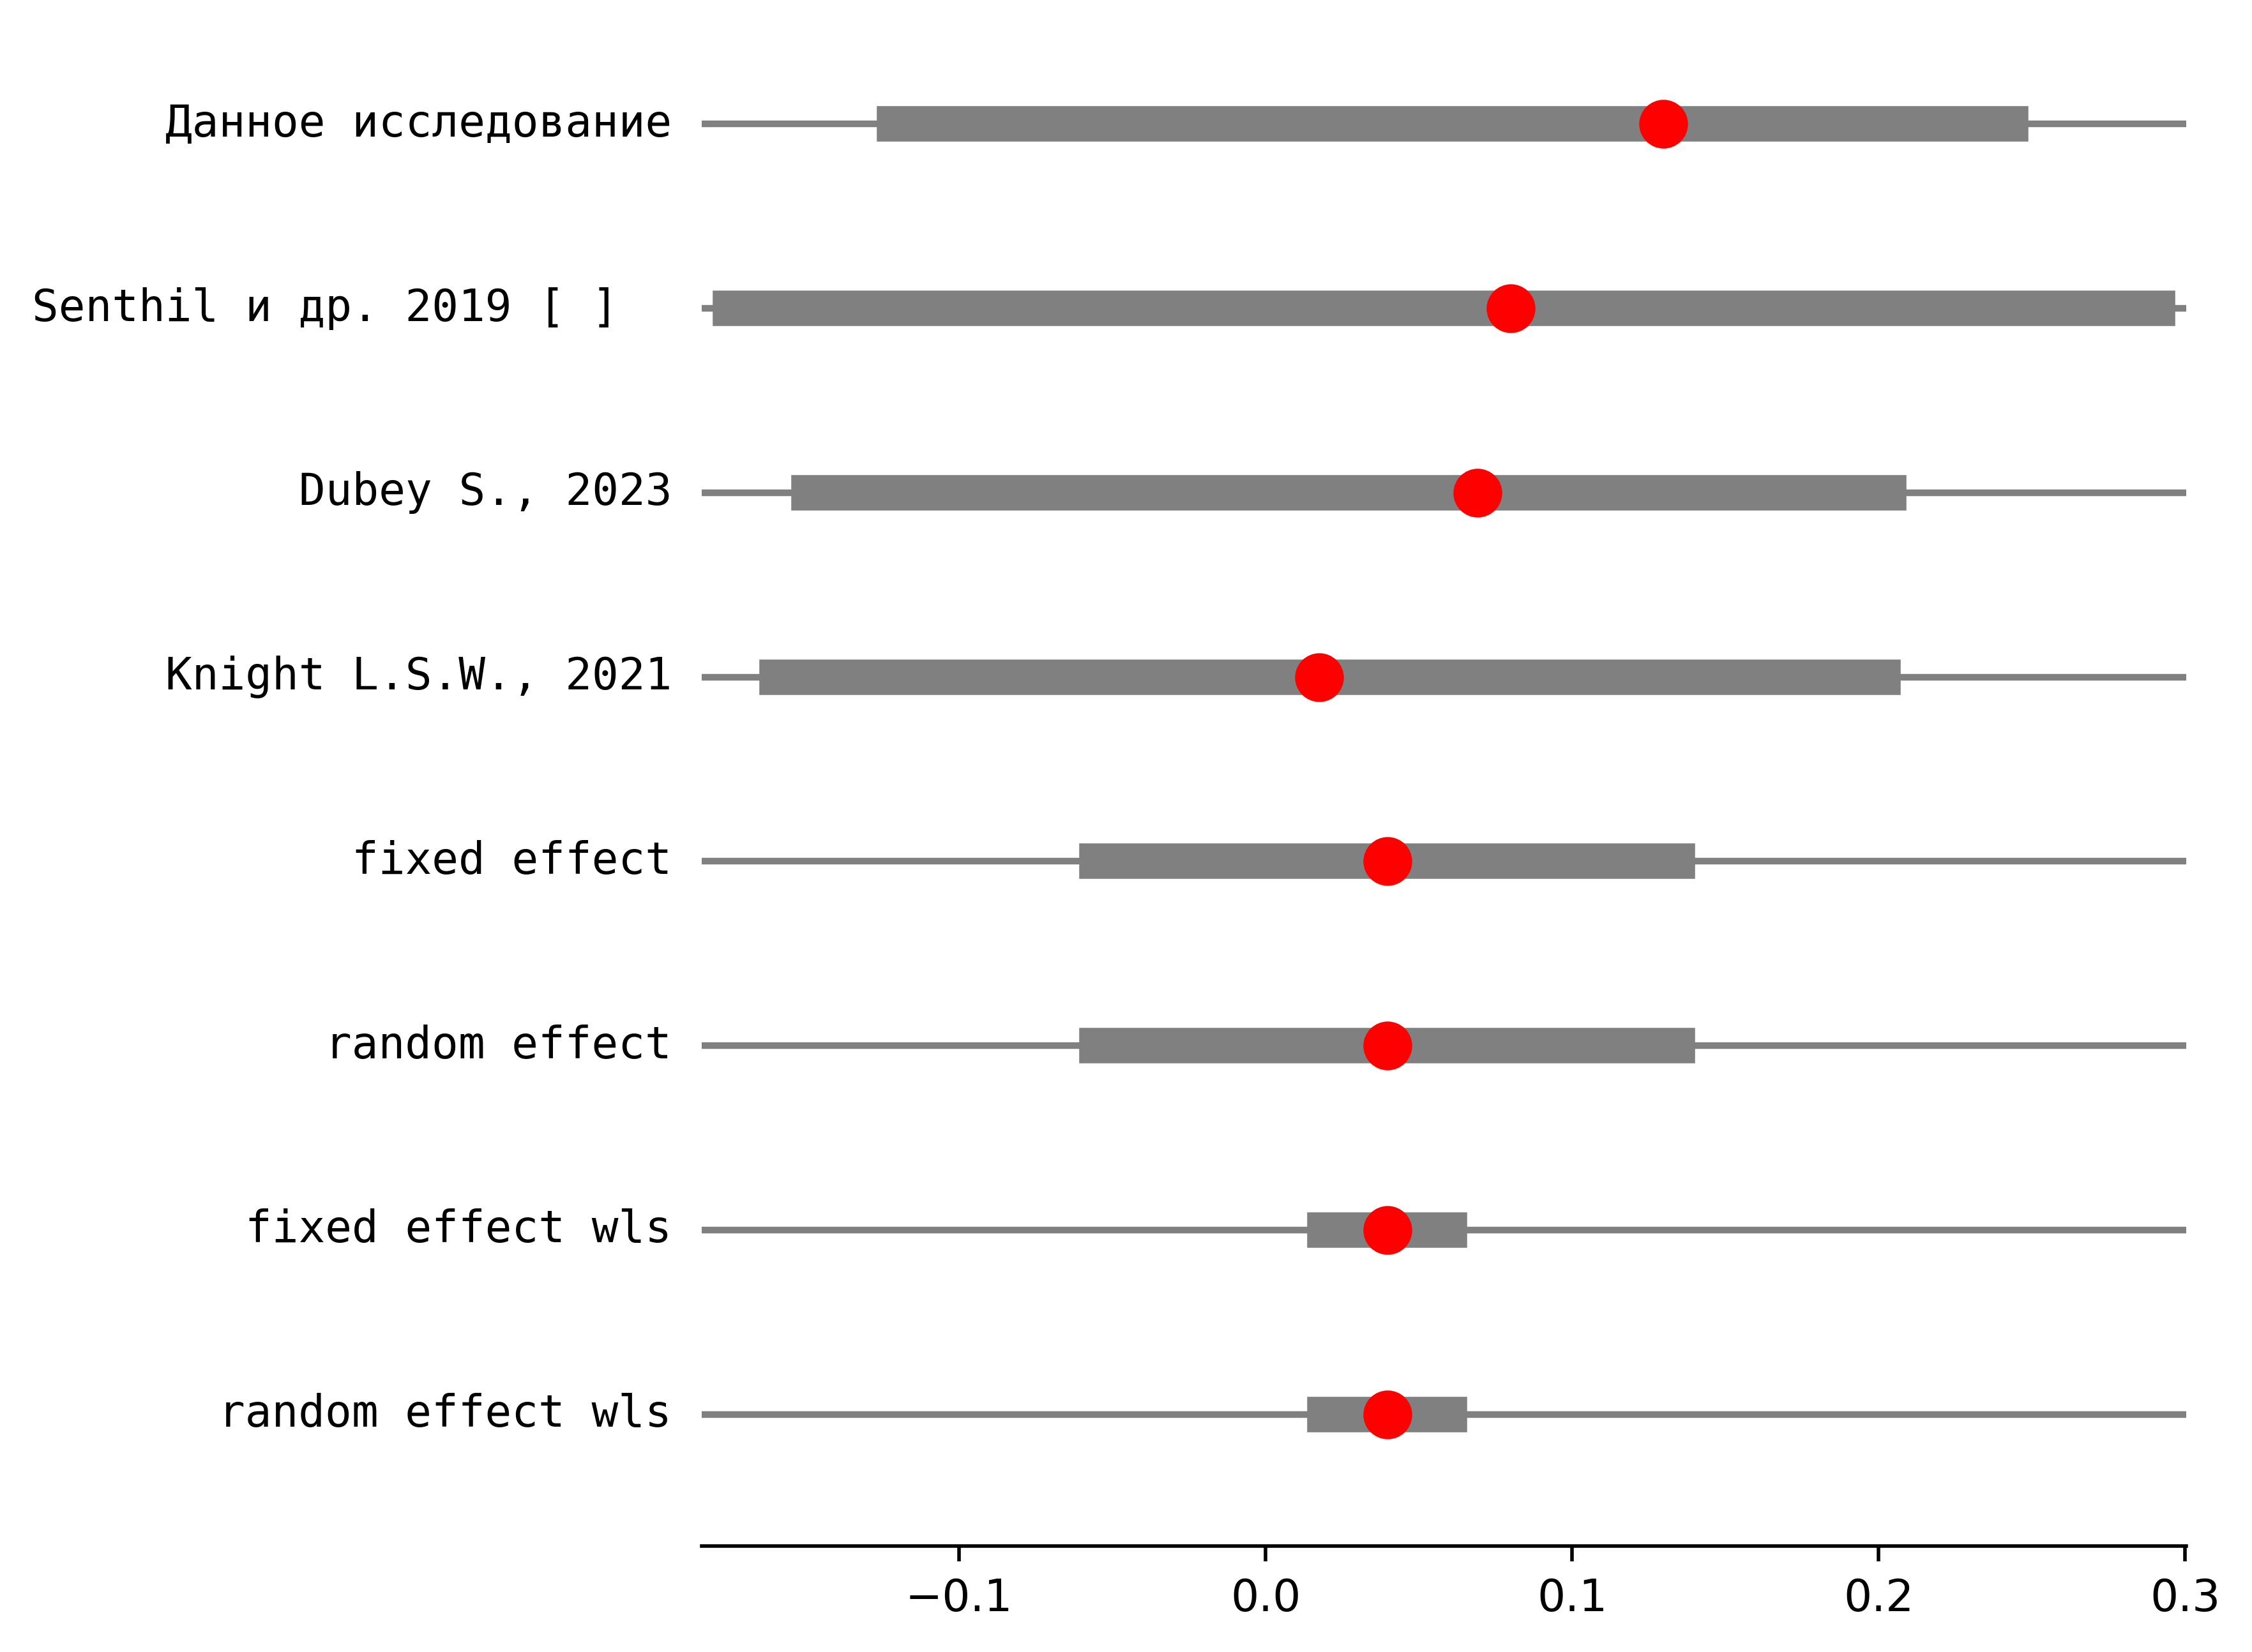 Данное исследование
Senthil и др. 2019 [ ]
Dubey S., 2023
Knight L.S.W., 2021
fixed effect
random effect
fixed effect wls
random effect wls
−0.1 0.0 0.1 0.2 0.3